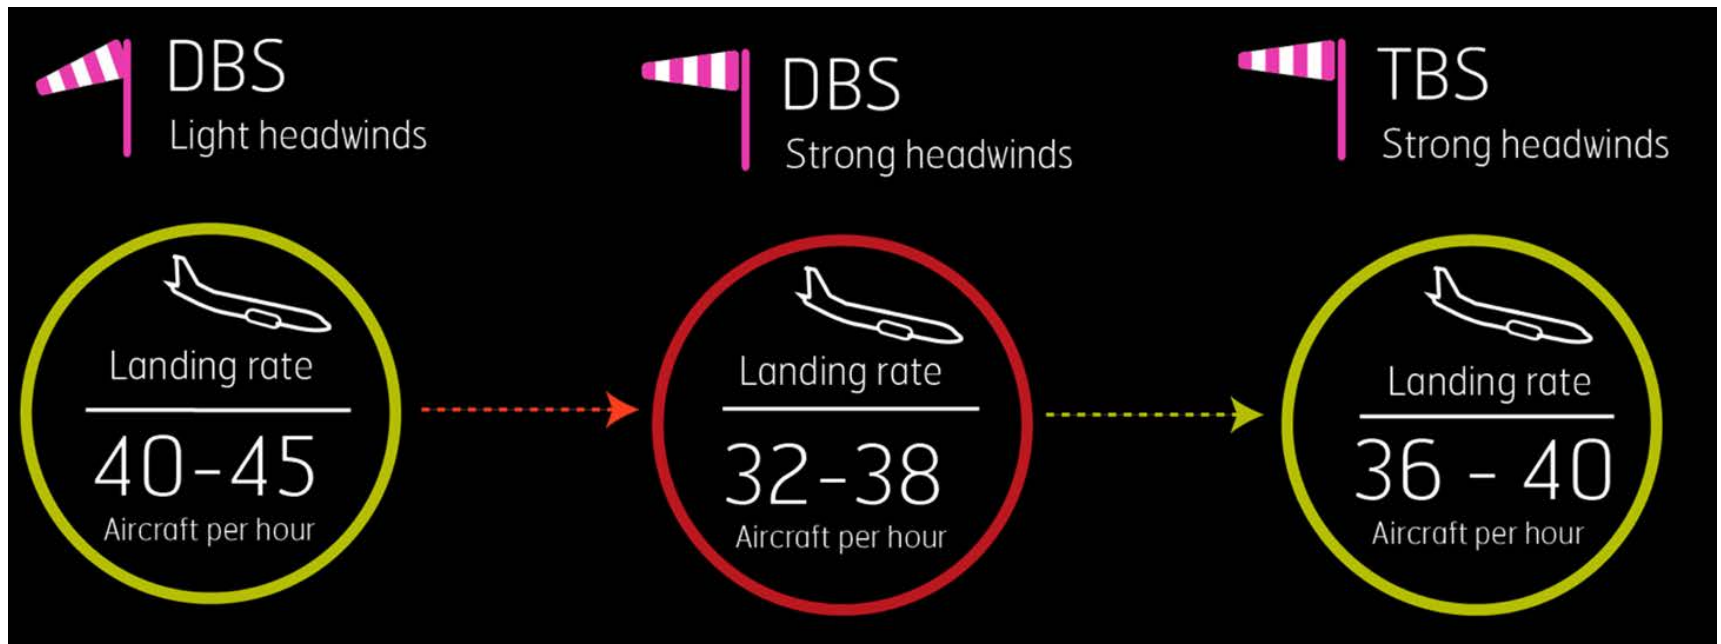 DBS
Light headwinds
Landing rate
40-45
Aircraft per hour
DBS
Strong headwinds
Landing rate
32-38
Aircraft per hour
TBS
Strong headwinds
Landing rate
36 - 40
Aircraft per hour